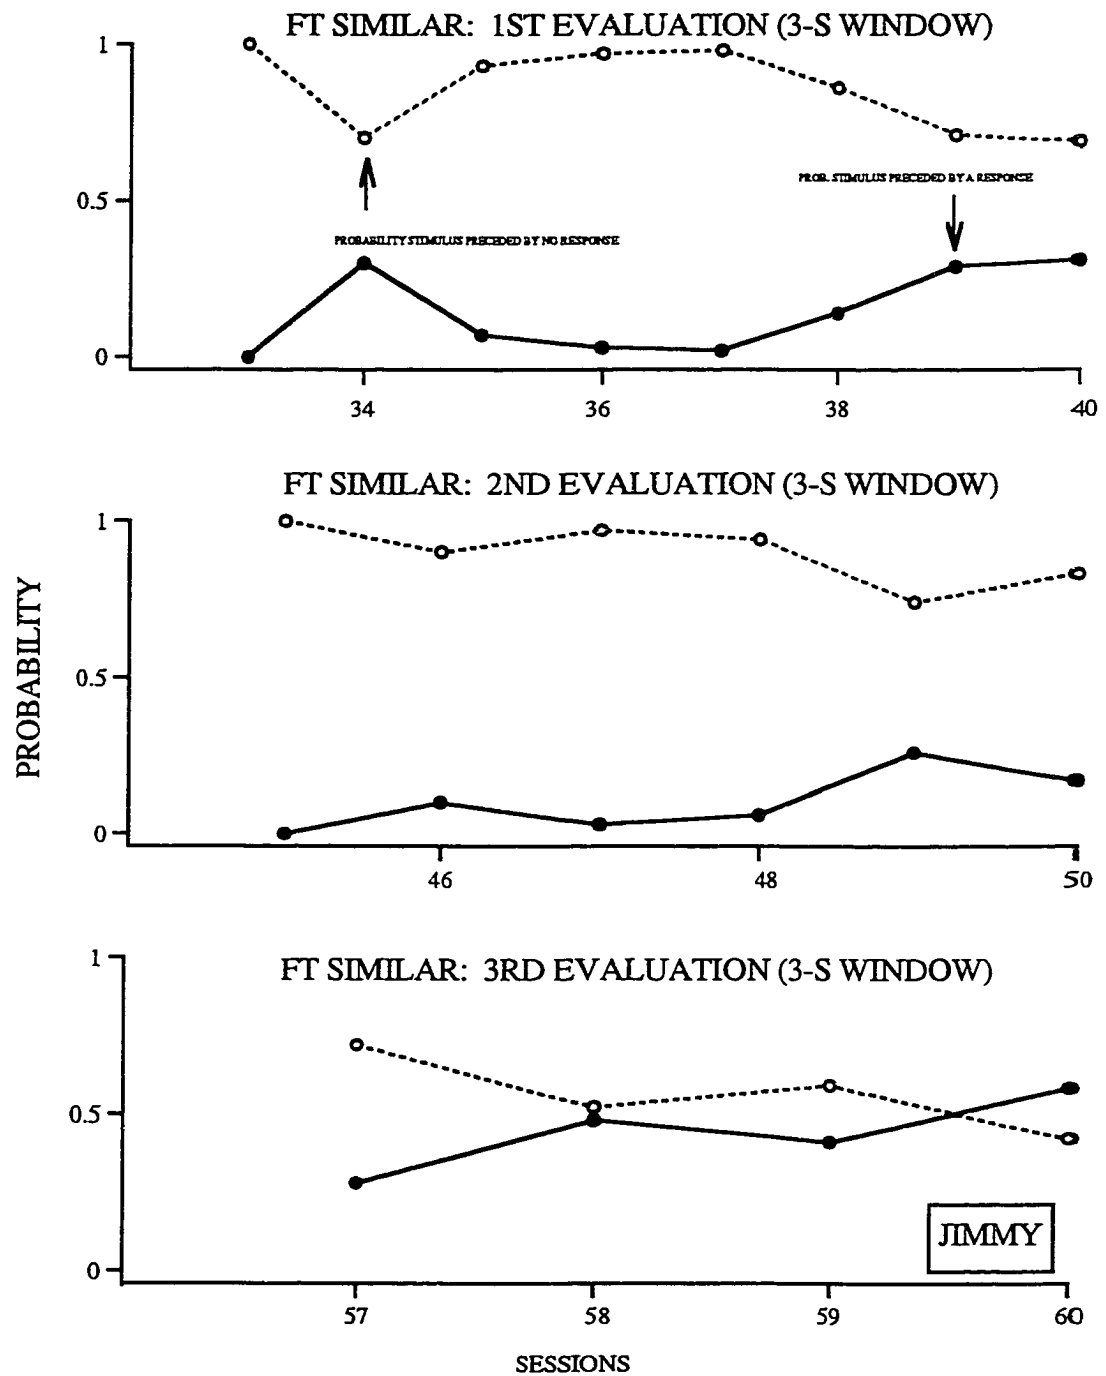 FT SIMILAR: 1ST EVALUATION (3-S WINDOW)
1
PROB. STIMULUS PRECEDED BY A RESPONSE
0.5
PROBABILITY STIMULUS PRECEDED BY NO RESPONSE
0
34 36 38 40
FT SIMILAR: 2ND EVALUATION (3-S WINDOW)
1
PROBABILITY
0.5
0
46 48 50
1
FT SIMILAR: 3RD EVALUATION (3-S WINDOW)
0.5
JIMMY
0
57 58 59 60
SESSIONS